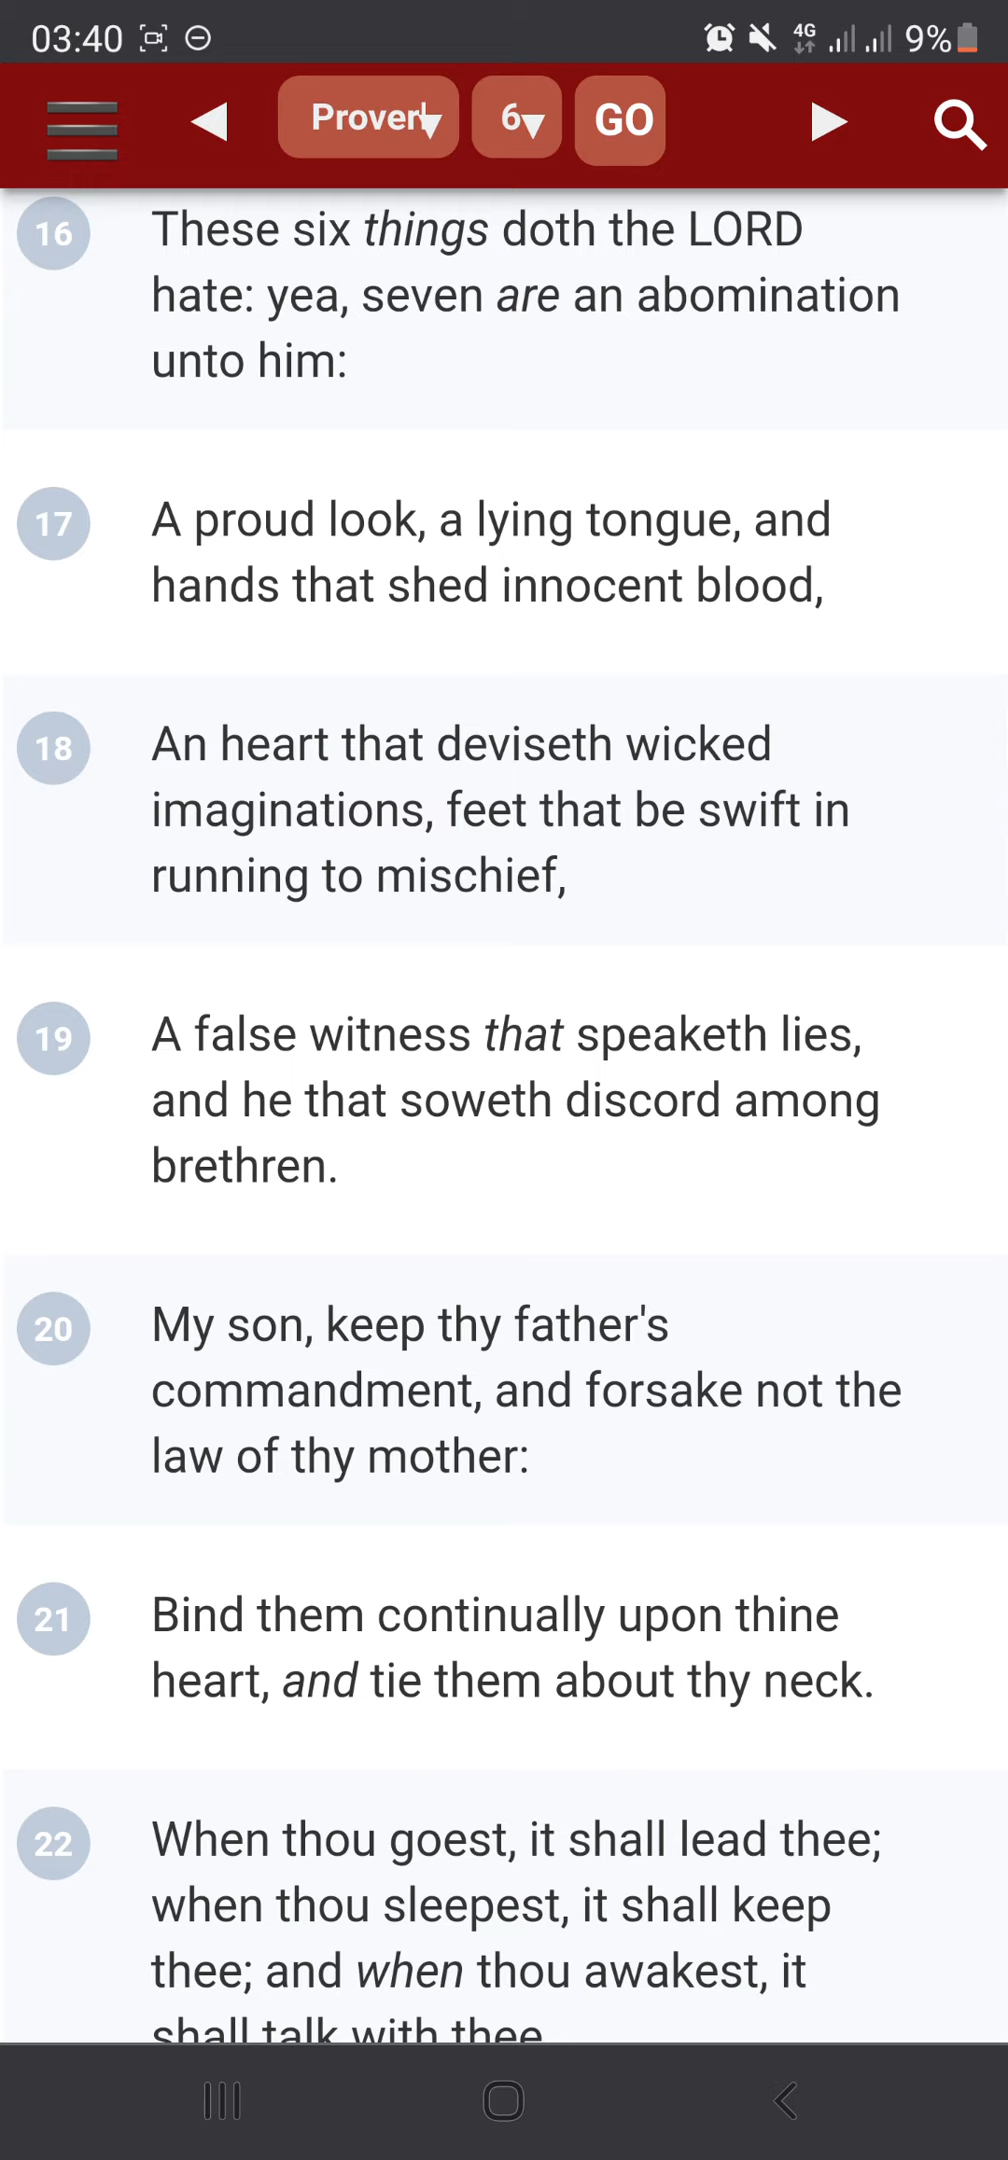 03:40 4G 9%
Prover 6 GO
16 These six things doth the LORD
hate: yea, seven are an abomination
unto him:
17 A proud look, a lying tongue, and
hands that shed innocent blood,
18 An heart that deviseth wicked
imaginations, feet that be swift in
running to mischief,
19 A false witness that speaketh lies,
and he that soweth discord among
brethren.
20 My son, keep thy father's
commandment, and forsake not the
law of thy mother:
21 Bind them continually upon thine
heart, and tie them about thy neck.
22 When thou goest, it shall lead thee;
when thou sleepest, it shall keep
thee; and when thou awakest, it
shall talk with thee